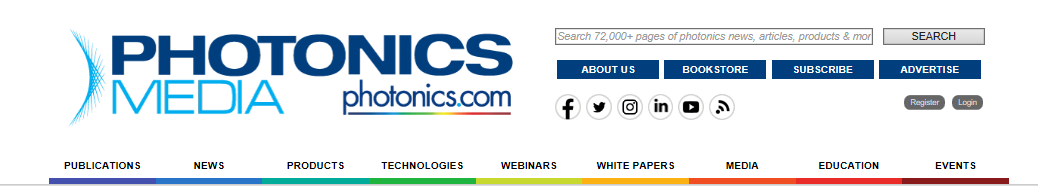 PHOTONICS
MEDIA
photonics.com
Search 72,000+ pages of photonics news, articles, products & mor
SEARCH
ABOUT US BOOKSTORE SUBSCRIBE ADVERTISE
Register Login
PUBLICATIONS NEWS PRODUCTS TECHNOLOGIES WEBINARS WHITE PAPERS MEDIA EDUCATION EVENTS